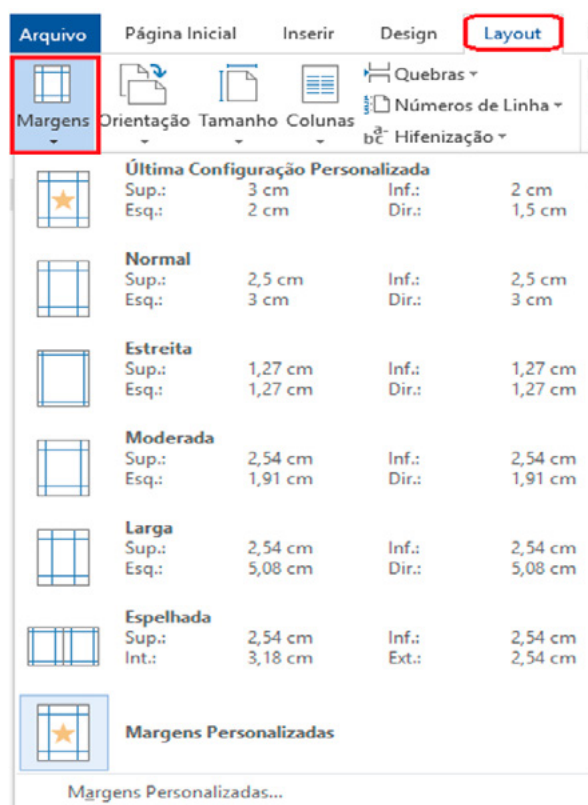 Arquivo Página Inicial Inserir Design Layout
Quebras
Números de Linha
Margens Orientação Tamanho Colunas
Hifenização
Última Configuração Personalizada
Sup.: 3 cm Inf.: 2 cm
Esq.: 2 cm Dir.: 1,5 cm
Normal
Sup.: 2,5 cm Inf.: 2,5 cm
Esq.: 3 cm Dir.: 3 cm
Estreita
Sup.: 1,27 cm Inf.: 1,27 cm
Esq.: 1,27 cm Dir.: 1,27 cm
Moderada
Sup.: 2,54 cm Inf.: 2,54 cm
Esq.: 1,91 cm Dir.: 1,91 cm
Larga
Sup.: 2,54 cm Inf.: 2,54 cm
Esq.: 5,08 cm Dir.: 5,08 cm
Espelhada
Sup.: 2,54 cm Inf.: 2,54 cm
Int.: 3,18 cm Ext.: 2,54 cm
Margens Personalizadas
Margens Personalizadas...